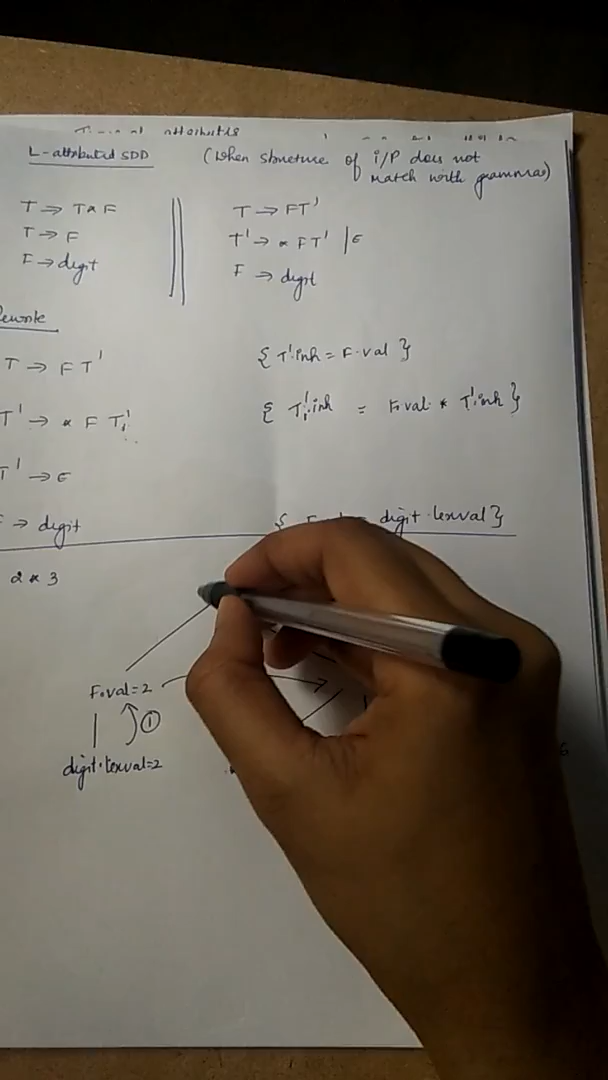 L-attributed SDD (When structure of i/P does not
match with grammar)
T → T * F T → FT'
T → F T' → * FT' | ε
F → digit F → digit
T → F T' { T'.inh = F.val }
T' → * F T₁' { T₁'.inh = F.val * T'.inh }
T' → ε
→ digit digit.lexval }
2 * 3
F.val = 2
①
digit.lexval = 2